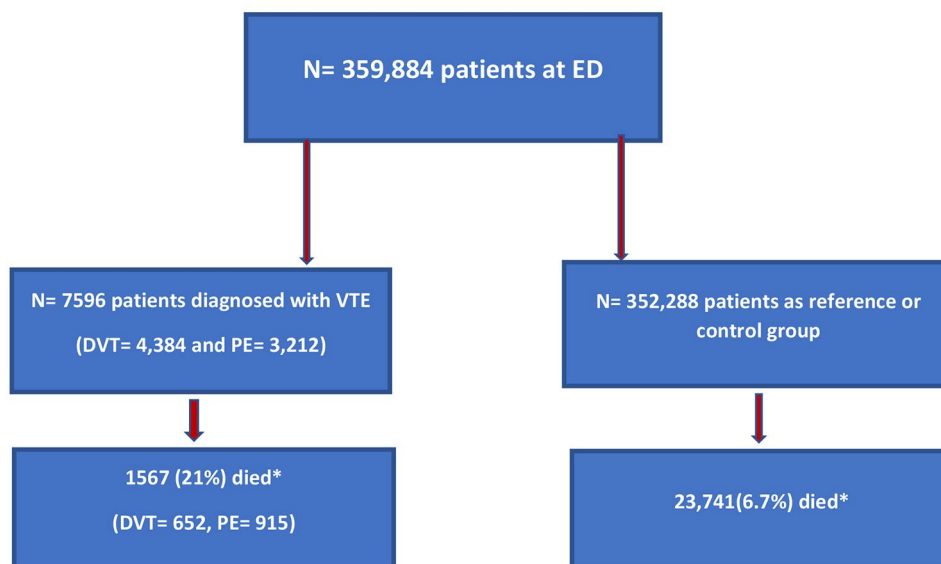 N= 359,884 patients at ED
N= 7596 patients diagnosed with VTE
(DVT= 4,384 and PE= 3,212)
N= 352,288 patients as reference or
control group
1567 (21%) died*
(DVT= 652, PE= 915)
23,741(6.7%) died*